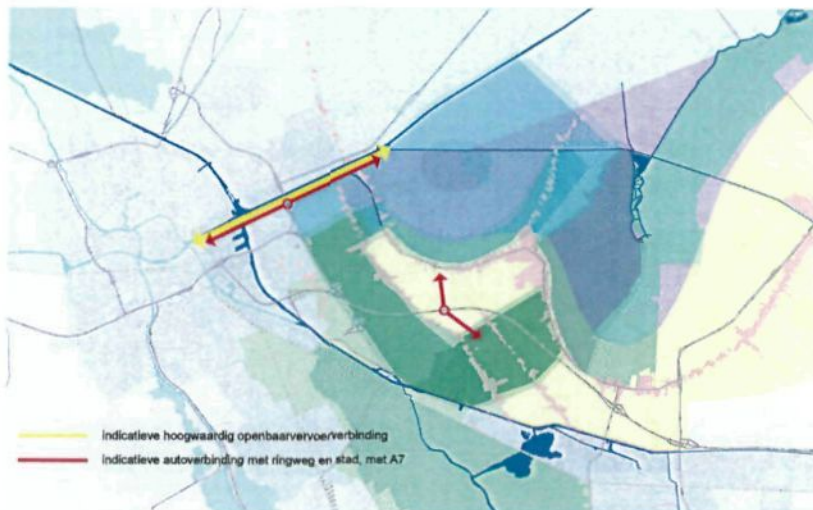 indicatieve hoogwaardig openbaarvervoerverbinding
indicatieve autoverbinding met ringweg en stad, met A7